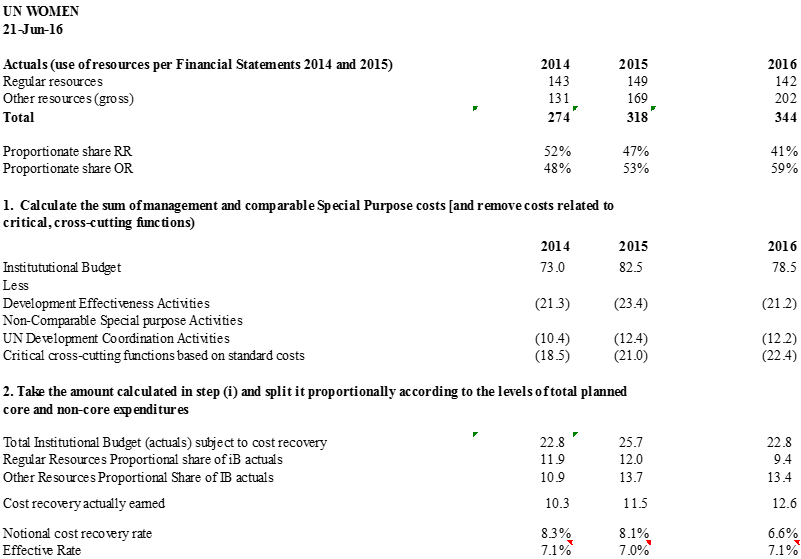 UN WOMEN
21-Jun-16
Actuals (use of resources per Financial Statements 2014 and 2015) 2014 2015 2016
Regular resources 143 149 142
Other resources (gross) 131 169 202
Total 274 318 344
Proportionate share RR 52% 47% 41%
Proportionate share OR 48% 53% 59%
1. Calculate the sum of management and comparable Special Purpose costs [and remove costs related to
critical, cross-cutting functions)
2014 2015 2016
Institutuitional Budget 73.0 82.5 78.5
Less
Development Effectiveness Activities (21.3) (23.4) (21.2)
Non-Comparable Special purpose Activities
UN Development Coordination Activities (10.4) (12.4) (12.2)
Critical cross-cutting functions based on standard costs (18.5) (21.0) (22.4)
2. Take the amount calculated in step (i) and split it proportionally according to the levels of total planned
core and non-core expenditures
Total Institutional Budget (actuals) subject to cost recovery 22.8 25.7 22.8
Regular Resources Proportional share of iB actuals 11.9 12.0 9.4
Other Resources Proportional Share of IB actuals 10.9 13.7 13.4
Cost recovery actually earned 10.3 11.5 12.6
Notional cost recovery rate 8.3% 8.1% 6.6%
Effective Rate 7.1% 7.0% 7.1%